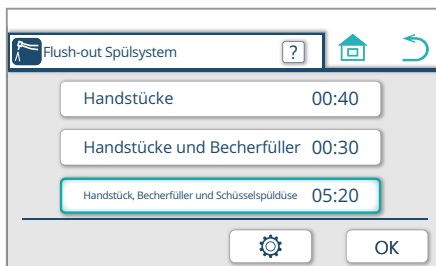 Flush-out Spülsystem ?
Handstücke 00:40
Handstücke und Becherfüller 00:30
Handstück, Becherfüller und Schüsselspüldüse 05:20
OK